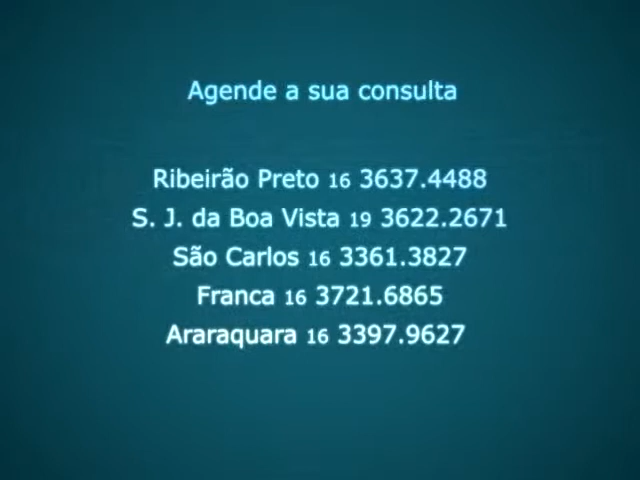 Agende a sua consulta
Ribeirão Preto 16 3637.4488
S. J. da Boa Vista 19 3622.2671
São Carlos 16 3361.3827
Franca 16 3721.6865
Araraquara 16 3397.9627